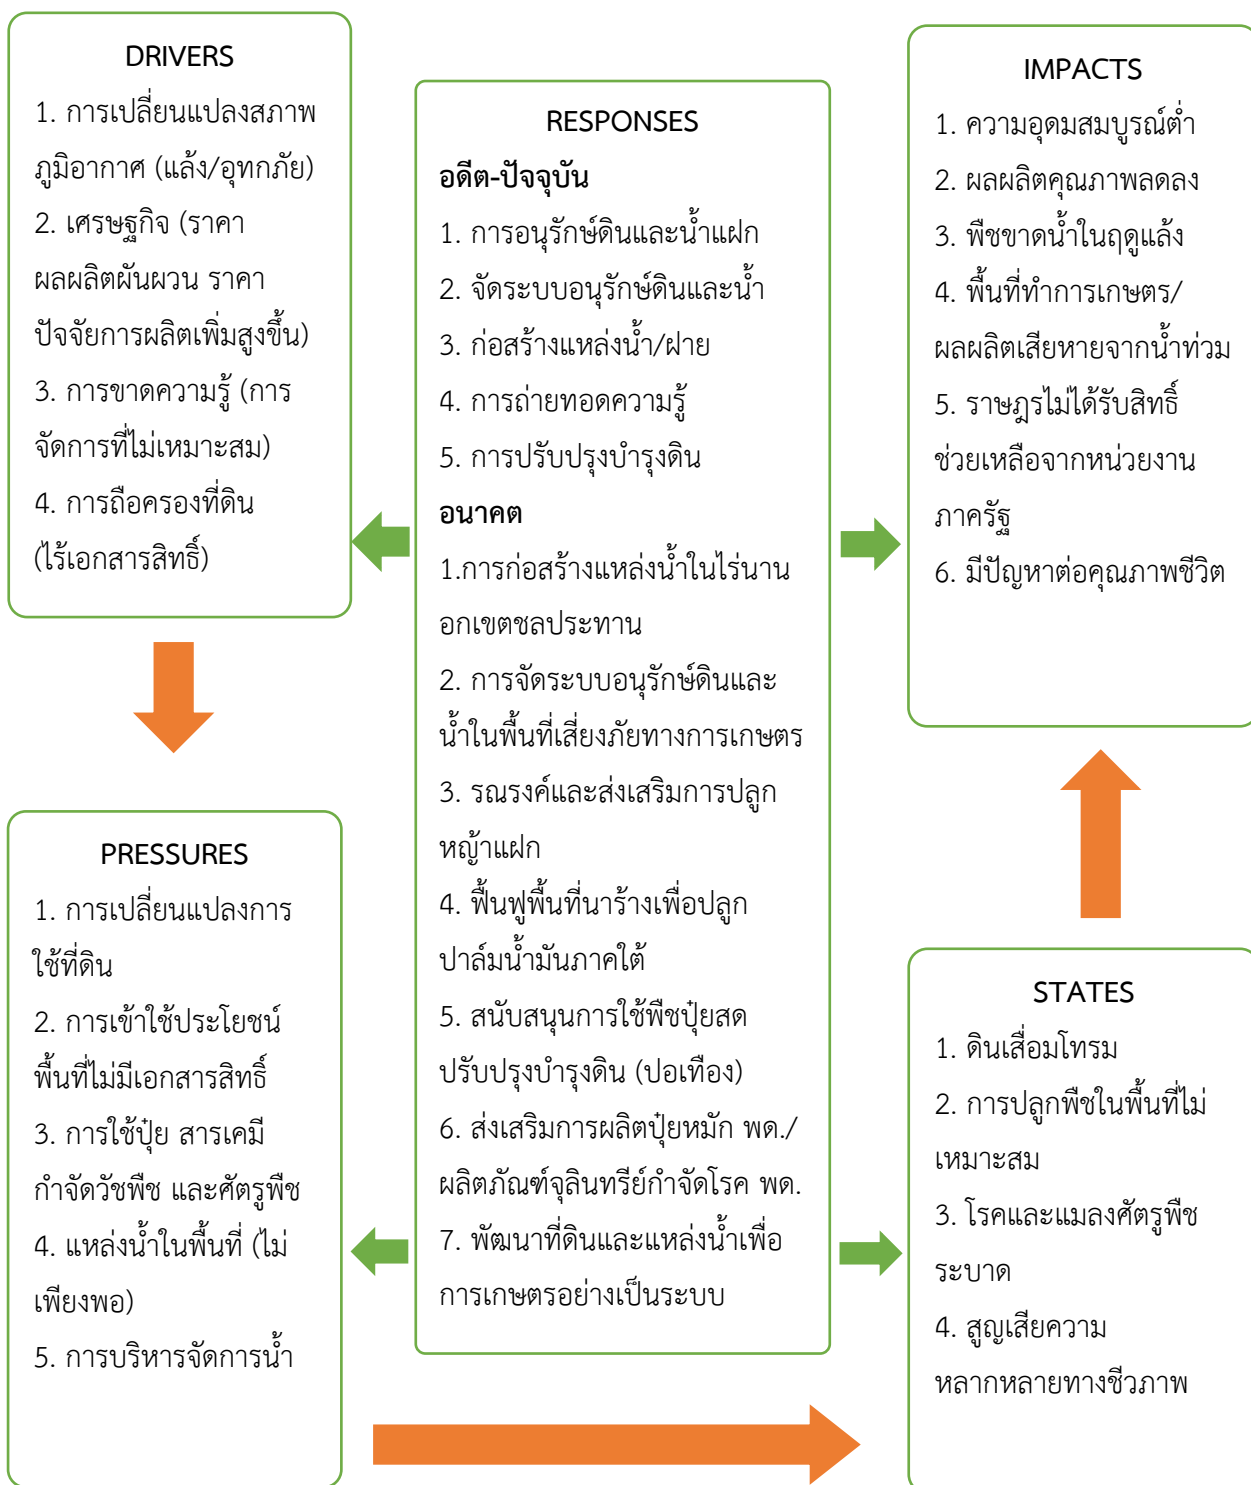 DRIVERS
1. การเปลี่ยนแปลงสภาพ
ภูมิอากาศ (แล้ง/อุทกภัย)
2. เศรษฐกิจ (ราคา
ผลผลิตผันผวน ราคา
ปัจจัยการผลิตเพิ่มสูงขึ้น)
3. การขาดความรู้ (การ
จัดการที่ไม่เหมาะสม)
4. การถือครองที่ดิน
(ไร้เอกสารสิทธิ์)
PRESSURES
1. การเปลี่ยนแปลงการ
ใช้ที่ดิน
2. การเข้าใช้ประโยชน์
พื้นที่ไม่มีเอกสารสิทธิ์
3. การใช้ปุ๋ย สารเคมี
กำจัดวัชพืช และศัตรูพืช
4. แหล่งน้ำในพื้นที่ (ไม่
เพียงพอ)
5. การบริหารจัดการน้ำ
RESPONSES
อดีต-ปัจจุบัน
1. การอนุรักษ์ดินและน้ำแฝก
2. จัดระบบอนุรักษ์ดินและน้ำ
3. ก่อสร้างแหล่งน้ำ/ฝาย
4. การถ่ายทอดความรู้
5. การปรับปรุงบำรุงดิน
อนาคต
1.การก่อสร้างแหล่งน้ำในไร่นาน
อกเขตชลประทาน
2. การจัดระบบอนุรักษ์ดินและ
น้ำในพื้นที่เสี่ยงภัยทางการเกษตร
3. รณรงค์และส่งเสริมการปลูก
หญ้าแฝก
4. ฟื้นฟูพื้นที่นาร้างเพื่อปลูก
ปาล์มน้ำมันภาคใต้
5. สนับสนุนการใช้พืชปุ๋ยสด
ปรับปรุงบำรุงดิน (ปอเทือง)
6. ส่งเสริมการผลิตปุ๋ยหมัก พด./
ผลิตภัณฑ์จุลินทรีย์กำจัดโรค พด.
7. พัฒนาที่ดินและแหล่งน้ำเพื่อ
การเกษตรอย่างเป็นระบบ
IMPACTS
1. ความอุดมสมบูรณ์ต่ำ
2. ผลผลิตคุณภาพลดลง
3. พืชขาดน้ำในฤดูแล้ง
4. พื้นที่ทำการเกษตร/
ผลผลิตเสียหายจากน้ำท่วม
5. ราษฎรไม่ได้รับสิทธิ์
ช่วยเหลือจากหน่วยงาน
ภาครัฐ
6. มีปัญหาต่อคุณภาพชีวิต
STATES
1. ดินเสื่อมโทรม
2. การปลูกพืชในพื้นที่ไม่
เหมาะสม
3. โรคและแมลงศัตรูพืช
ระบาด
4. สูญเสียความ
หลากหลายทางชีวภาพ